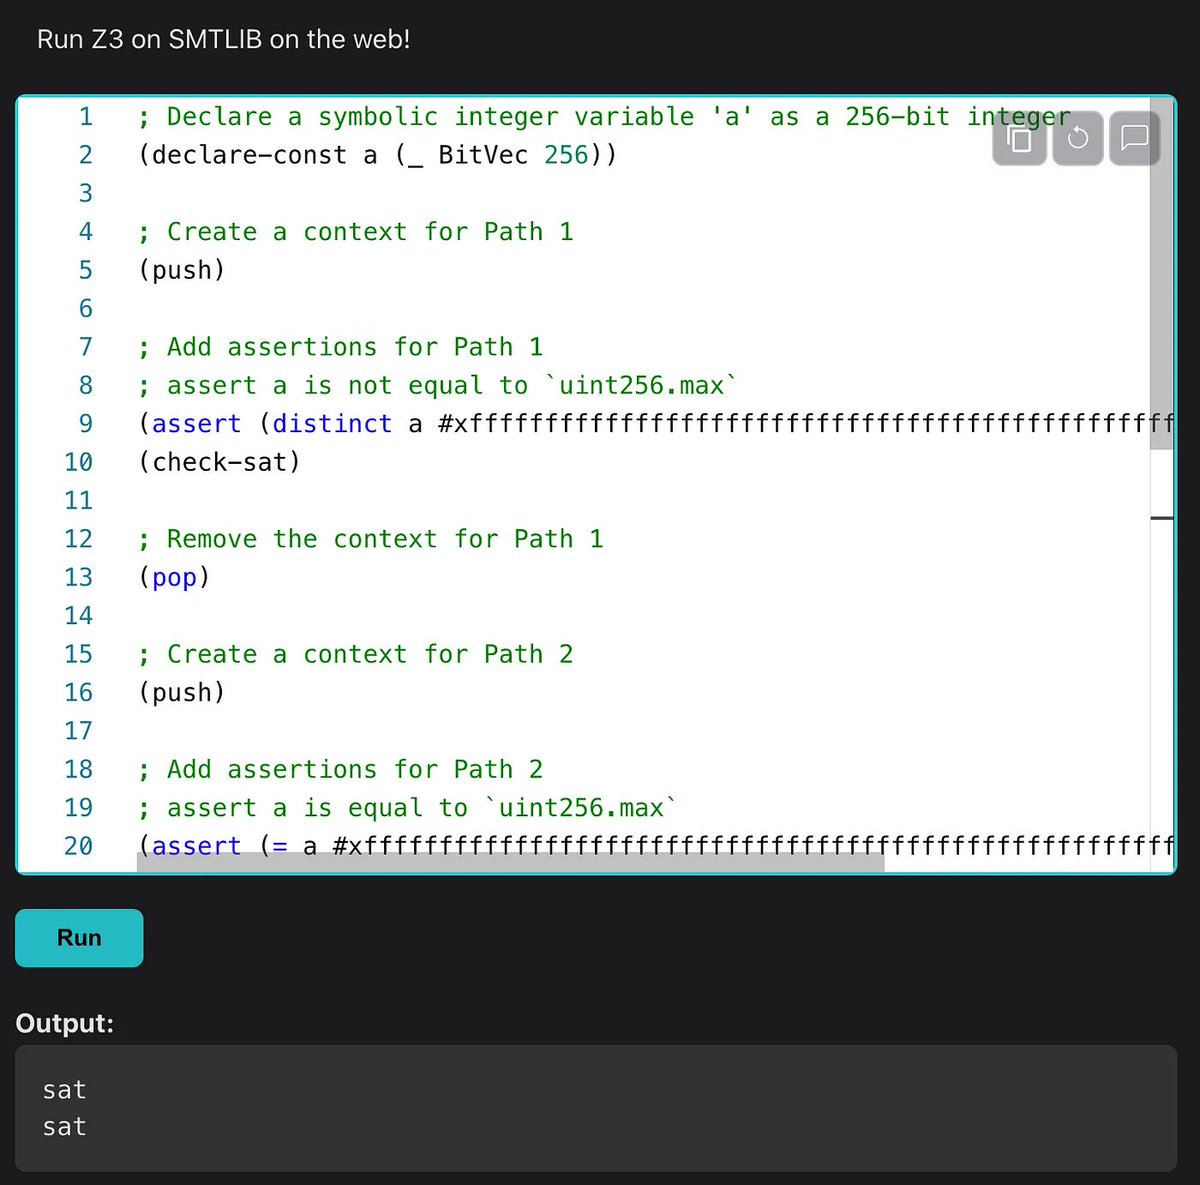 Run Z3 on SMTLIB on the web!
1 ; Declare a symbolic integer variable 'a' as a 256-bit integer
2 (declare-const a (_ BitVec 256))
3
4 ; Create a context for Path 1
5 (push)
6
7 ; Add assertions for Path 1
8 ; assert a is not equal to `uint256.max`
9 (assert (distinct a #xfffffffffffffffffffffffffffffffffffffffffffffff
10 (check-sat)
11
12 ; Remove the context for Path 1
13 (pop)
14
15 ; Create a context for Path 2
16 (push)
17
18 ; Add assertions for Path 2
19 ; assert a is equal to `uint256.max`
20 (assert (= a #xffffffffffffffffffffffffffffffffffffffffffffffffffffff
Run
Output:
sat
sat